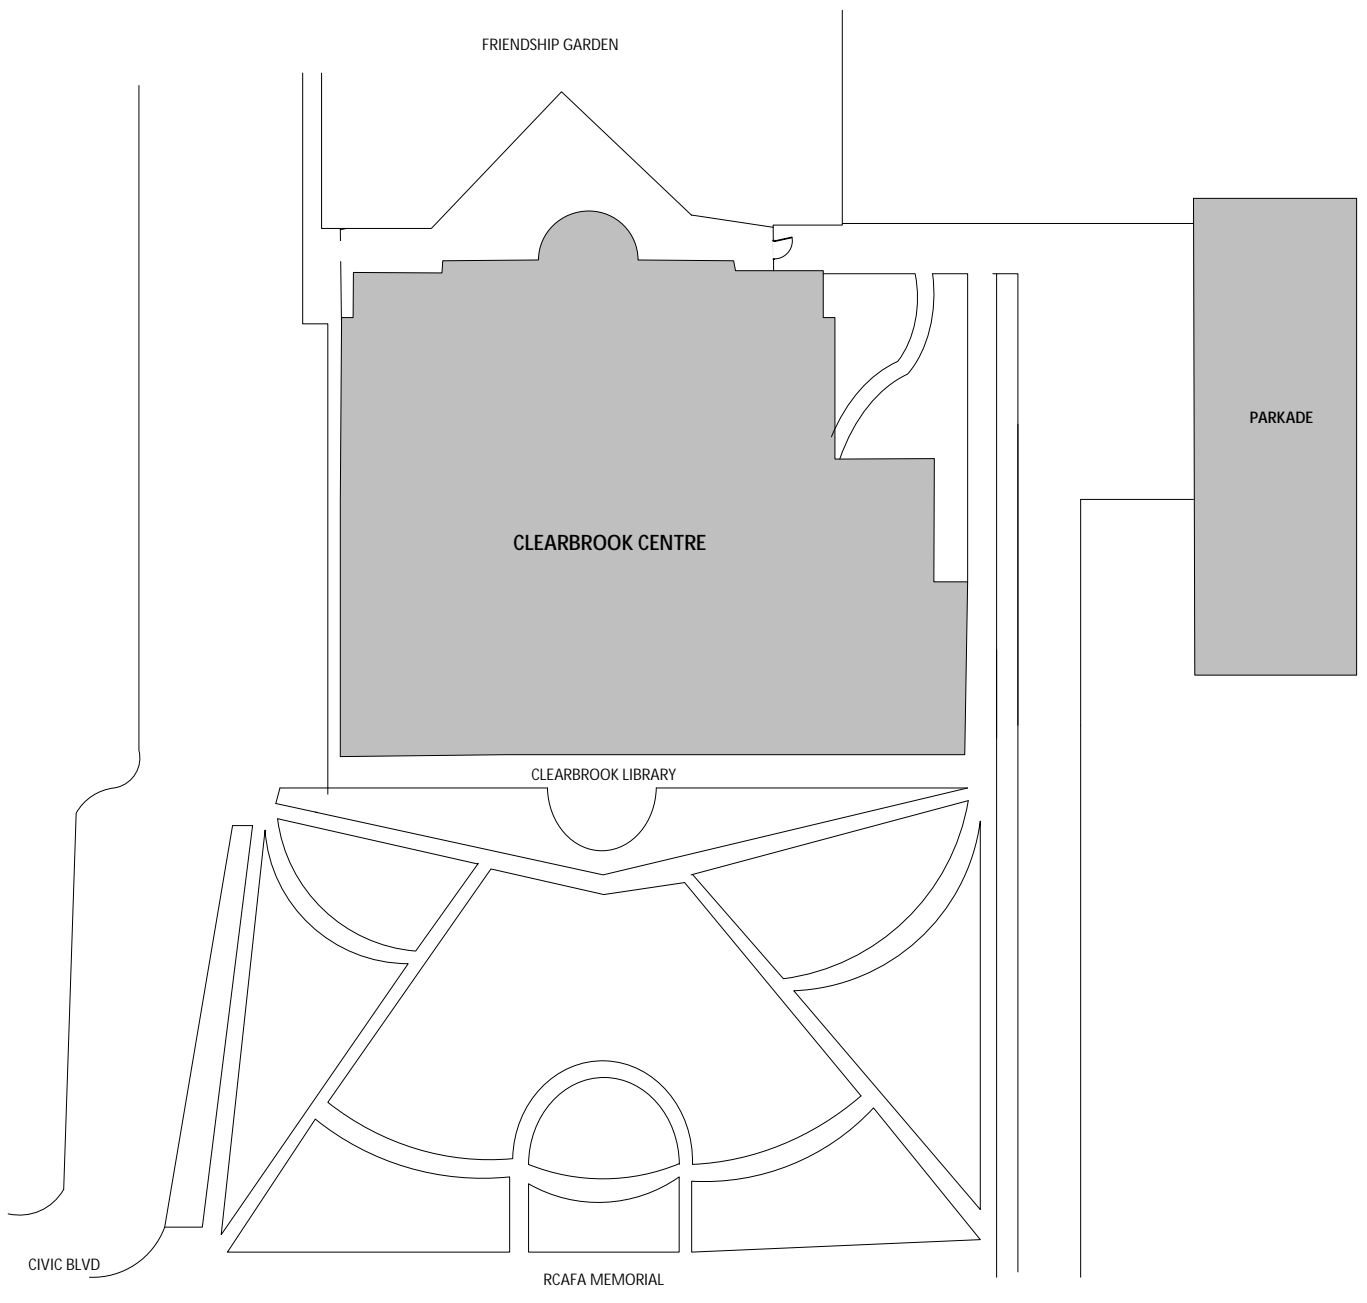 FRIENDSHIP GARDEN
PARKADE
CLEARBROOK CENTRE
CLEARBROOK LIBRARY
CIVIC BLVD
RCAFA MEMORIAL